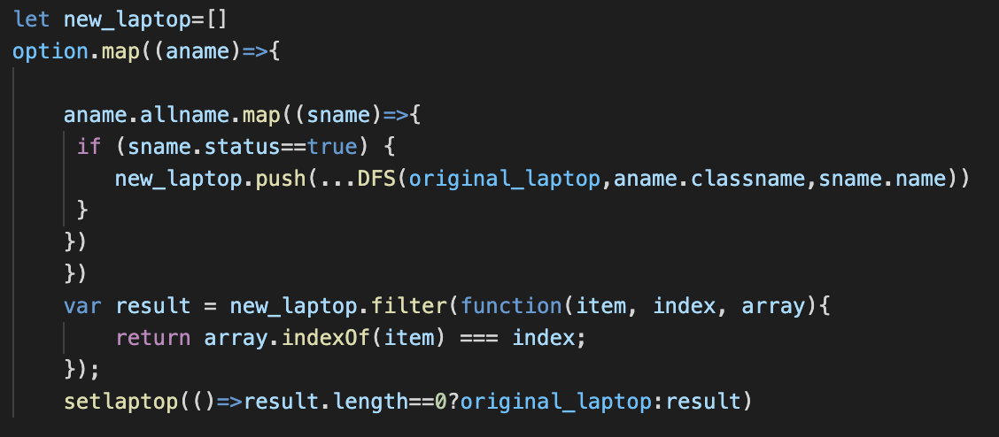 let new_laptop=[]
option.map((aname)=>{
aname.allname.map((sname)=>{
if (sname.status==true) {
new_laptop.push(...DFS(original_laptop,aname.classname,sname.name))
}
})
})
var result = new_laptop.filter(function(item, index, array){
return array.indexOf(item) === index;
});
setlaptop(()=>result.length==0?original_laptop:result)